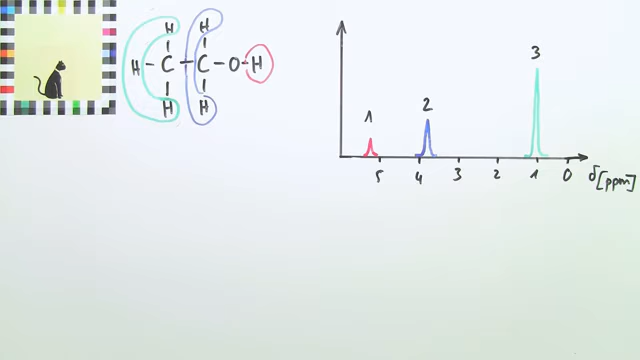 H H
H - C - C - O - H
H H
1 2 3
5 4 3 2 1 0 δ[ppm]